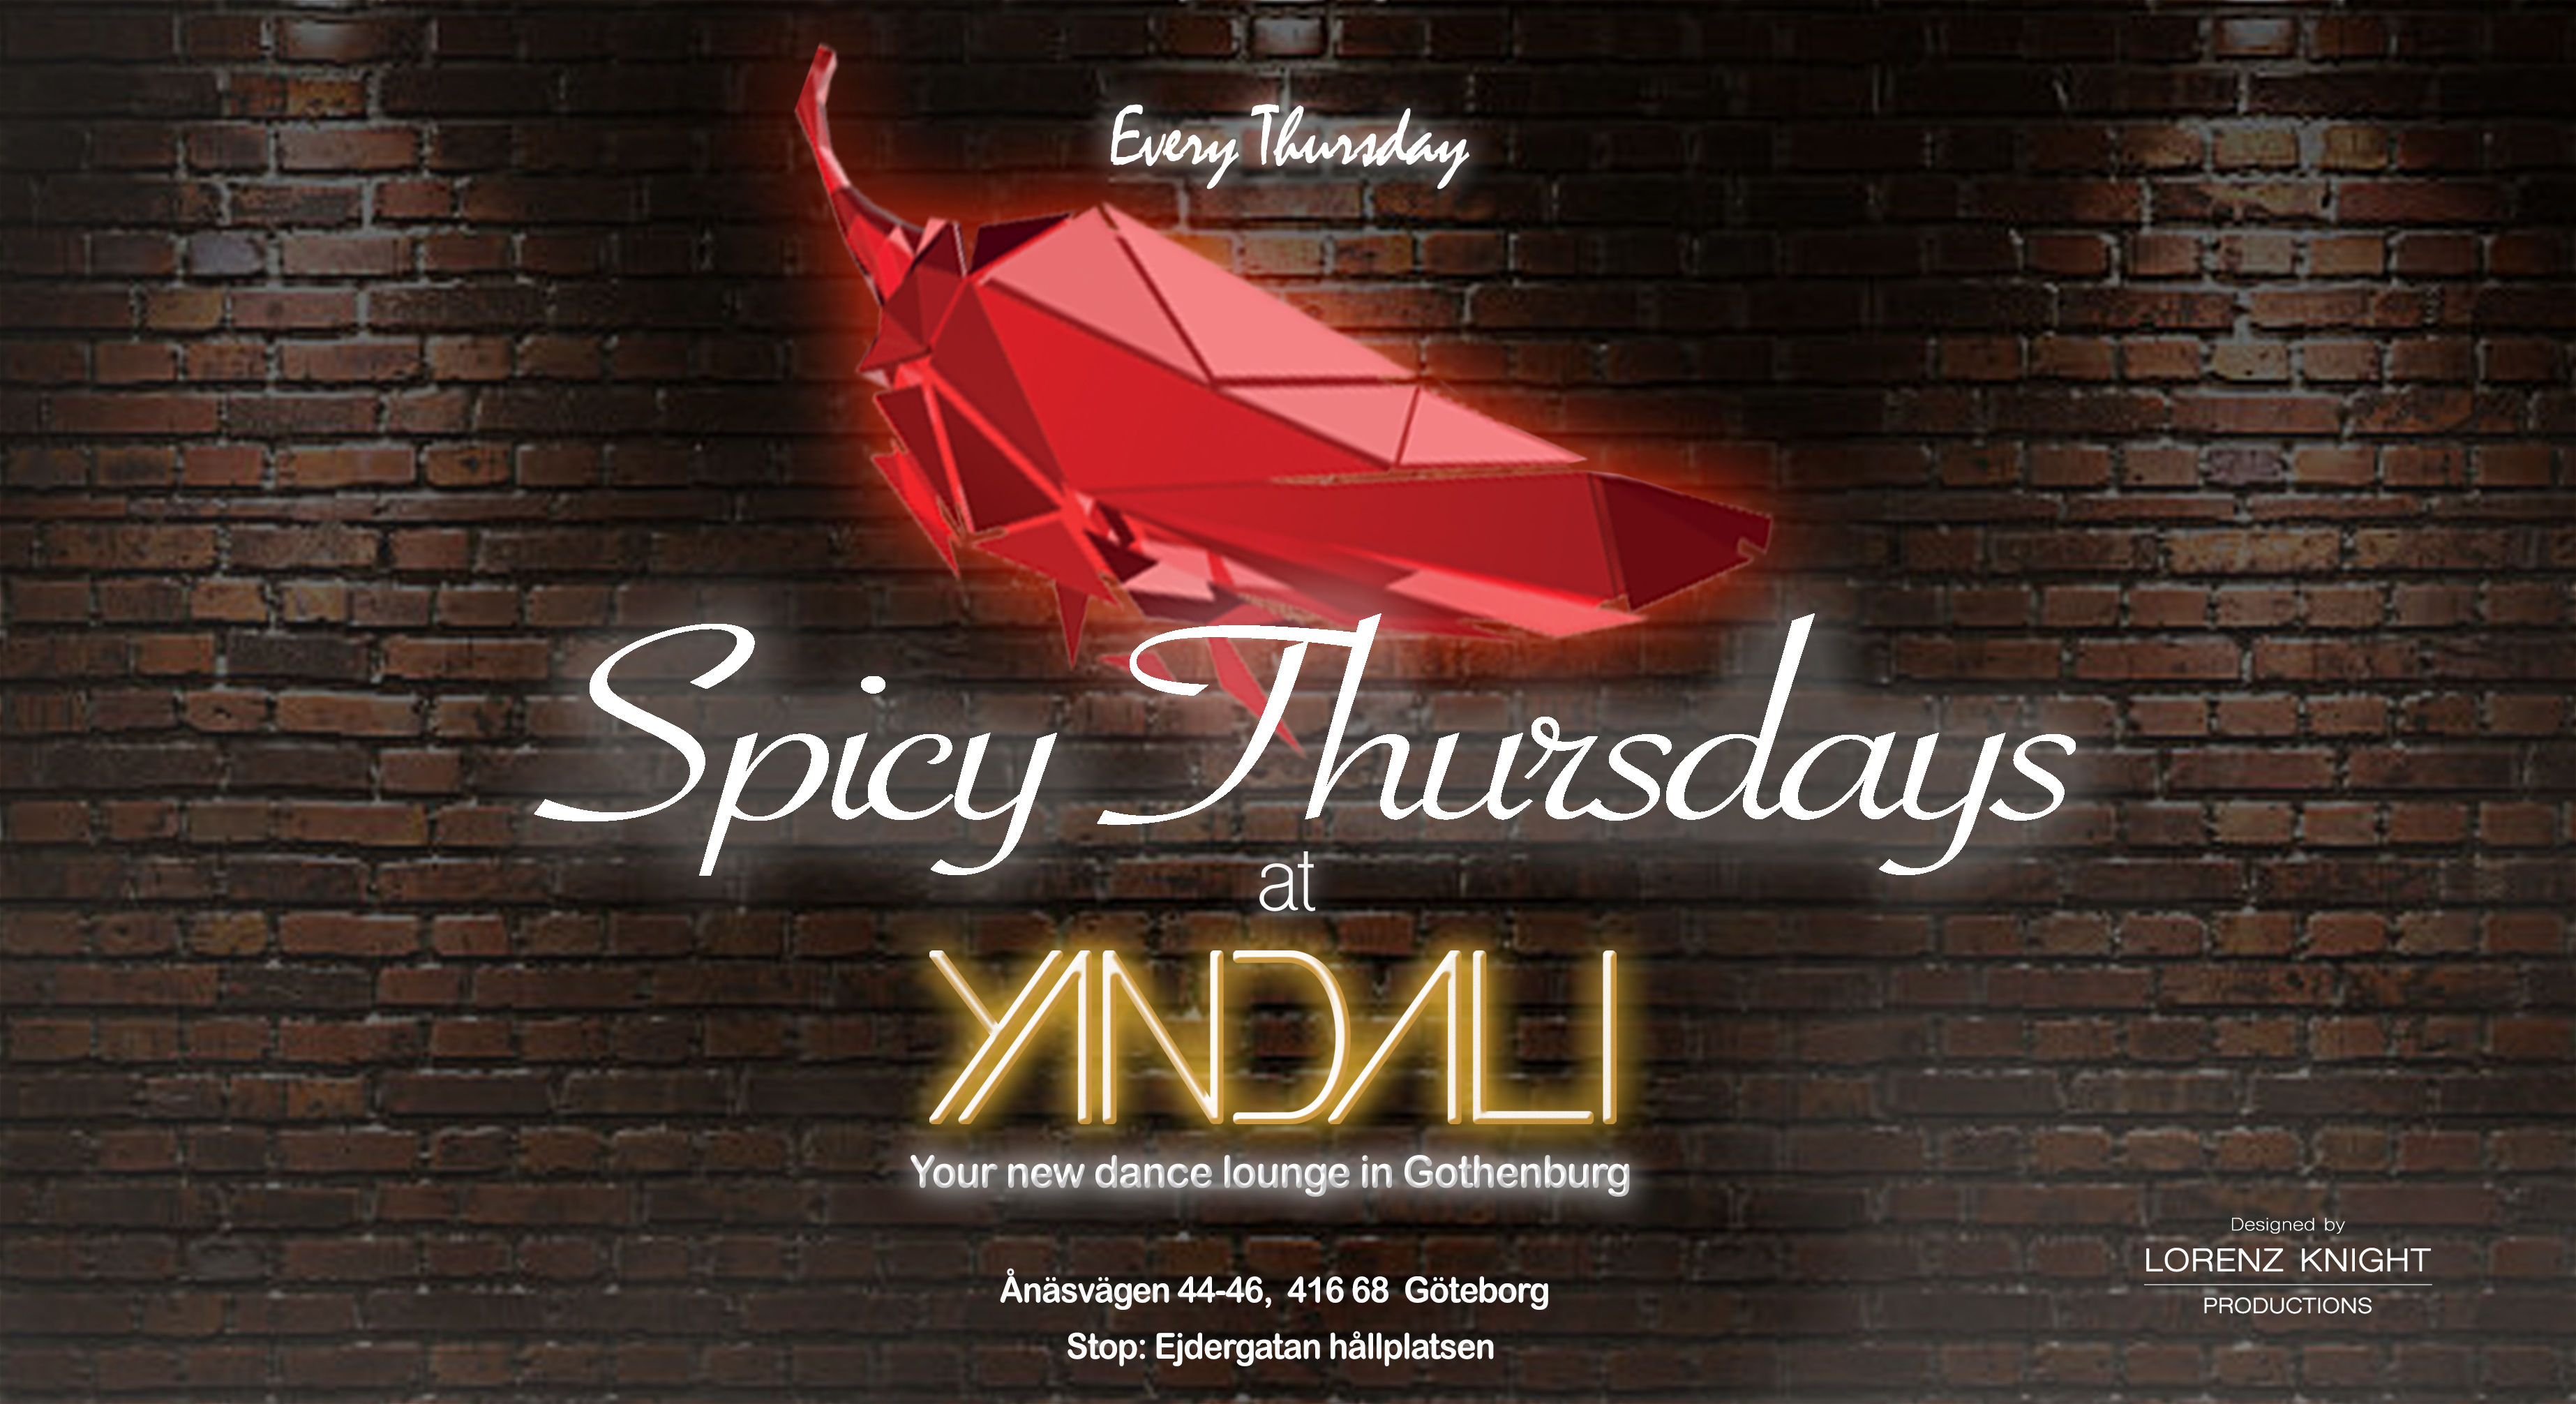 Every Thursday
Spicy Thursdays
at
YANDALI
Your new dance lounge in Gothenburg
Ånäsvägen 44-46, 416 68 Göteborg
Stop: Ejdergatan hållplatsen
Designed by
LORENZ KNIGHT
PRODUCTIONS